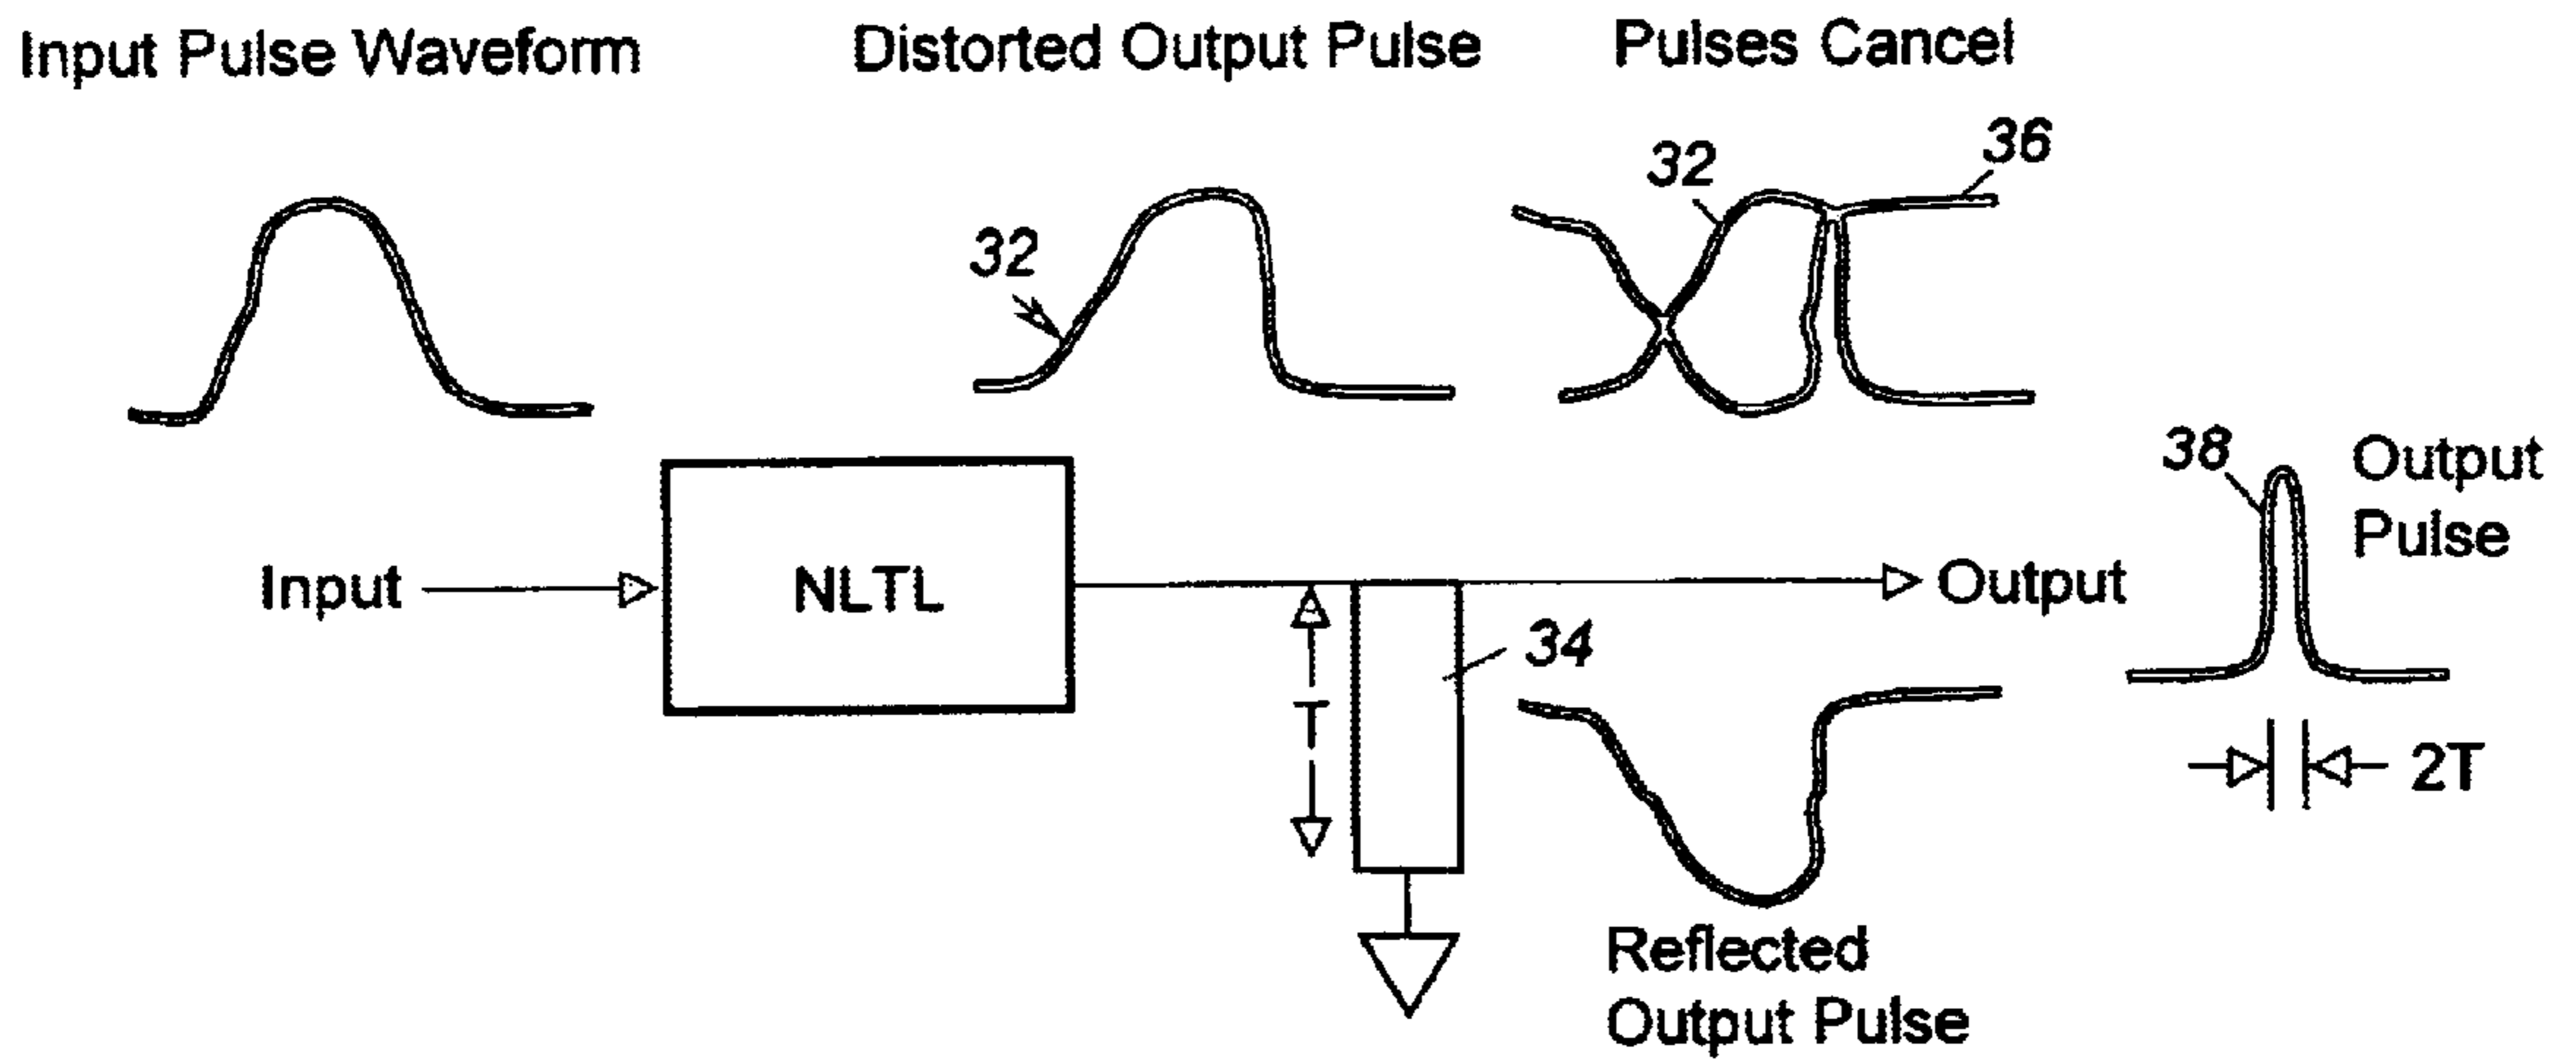 Input Pulse Waveform
Distorted Output Pulse
Pulses Cancel
32
32
36
38
Output
Pulse
Input
NLTL
Output
T
34
2T
Reflected
Output Pulse